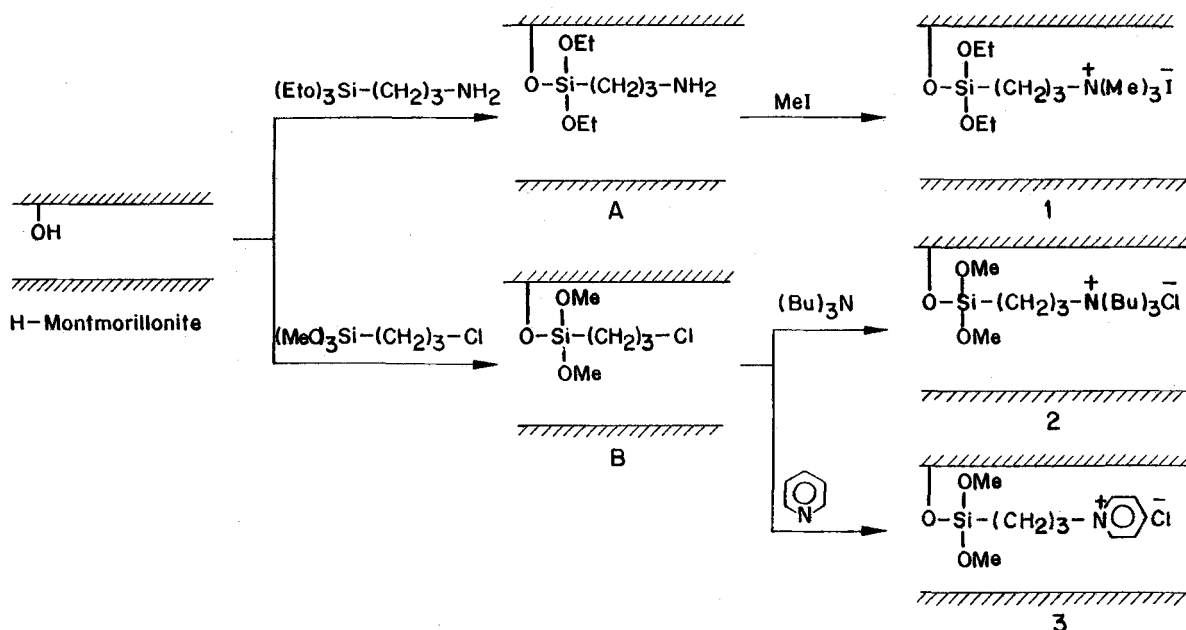 OEt
(Eto)3Si-(CH2)3-NH2
O-Si-(CH2)3-NH2
OEt
A
MeI
OEt
O-Si-(CH2)3-N(Me)3I
+
-
OEt
1
OH
H-Montmorillonite
(MeO)3Si-(CH2)3-Cl
OMe
O-Si-(CH2)3-Cl
OMe
B
(Bu)3N
OMe
O-Si-(CH2)3-N(Bu)3Cl
+
-
OMe
2
N
OMe
O-Si-(CH2)3-N Cl
+
-
OMe
3